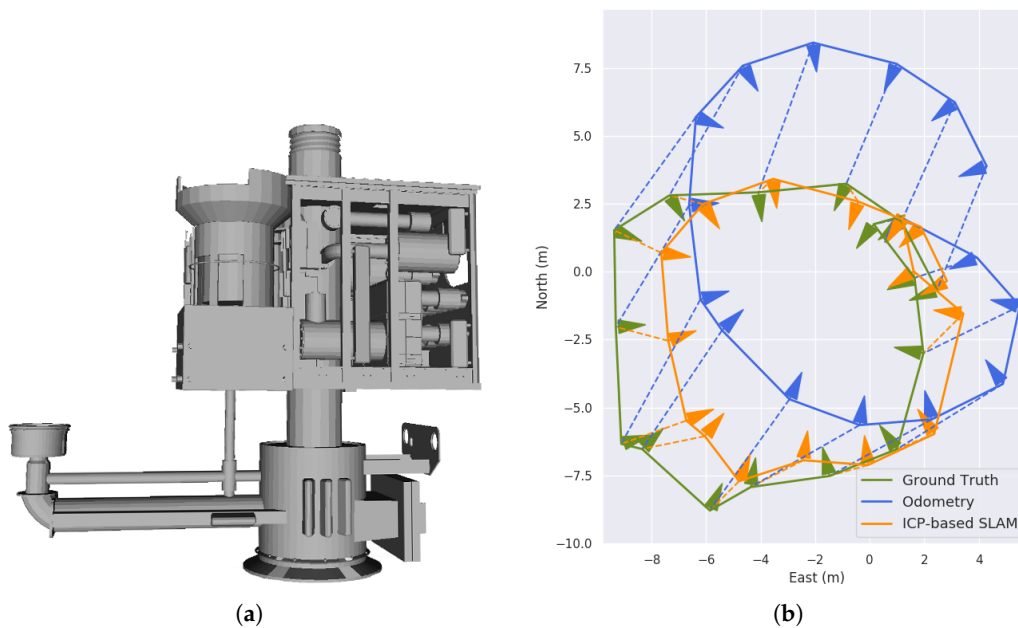 7.5
5.0
2.5
0.0
−2.5
−5.0
−7.5
−10.0
North (m)
Ground Truth
Odometry
ICP-based SLAM
−8 −6 −4 −2 0 2 4
East (m)
(a) (b)